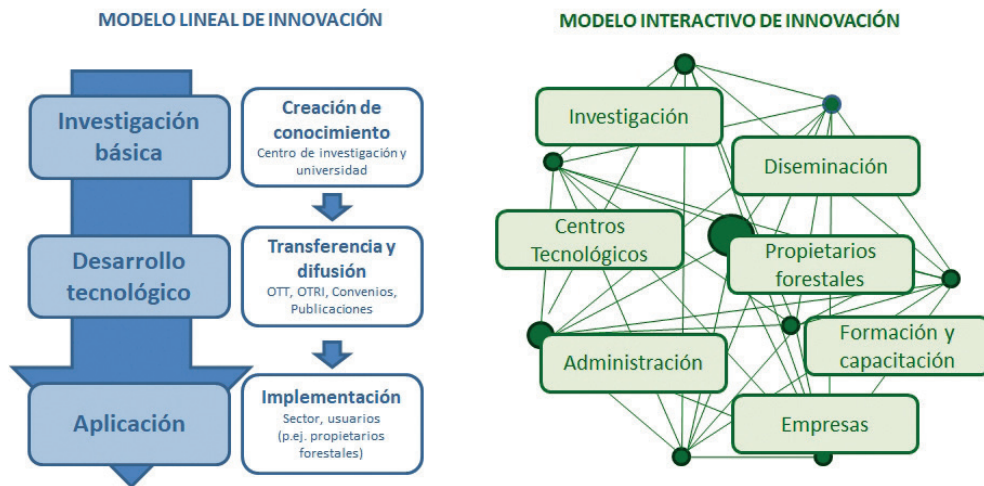 MODELO LINEAL DE INNOVACIÓN
Investigación
básica
Creación de
conocimiento
Centro de investigación y
universidad
Desarrollo
tecnológico
Transferencia y
difusión
OTT, OTRI, Convenios,
Publicaciones
Aplicación
Implementación
Sector, usuarios
(p.ej. propietarios
forestales)
MODELO INTERACTIVO DE INNOVACIÓN
Investigación
Diseminación
Centros
Tecnológicos
Propietarios
forestales
Administración
Formación y
capacitación
Empresas